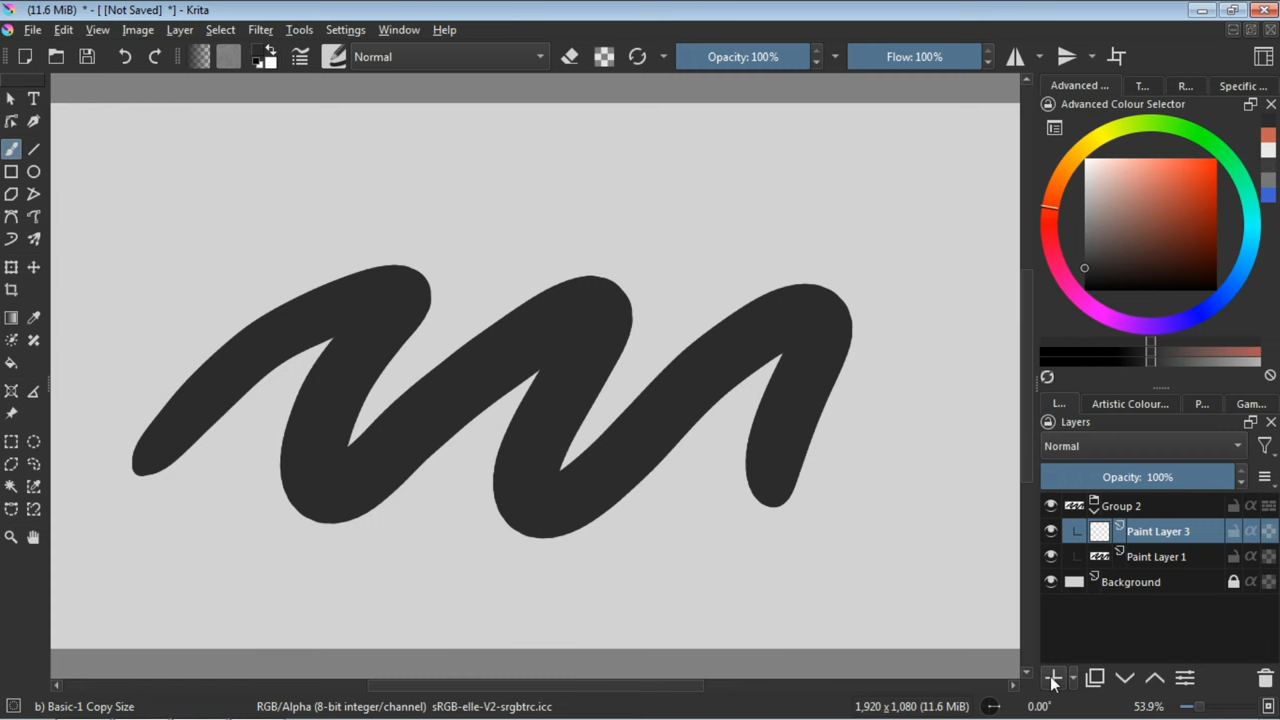 (11.6 MiB) * - [ [Not Saved] *] - Krita
File Edit View Image Layer Select Filter Tools Settings Window Help
Normal Opacity: 100% Flow: 100%
Advanced ... T... R... Specific ...
Advanced Colour Selector
L... Artistic Colour... P... Gam...
Layers
Normal
Opacity: 100%
Group 2
Paint Layer 3
Paint Layer 1
Background
b) Basic-1 Copy Size RGB/Alpha (8-bit integer/channel) sRGB-elle-V2-srgbtrc.icc 1,920 x 1,080 (11.6 MiB) 0.00° 53.9%